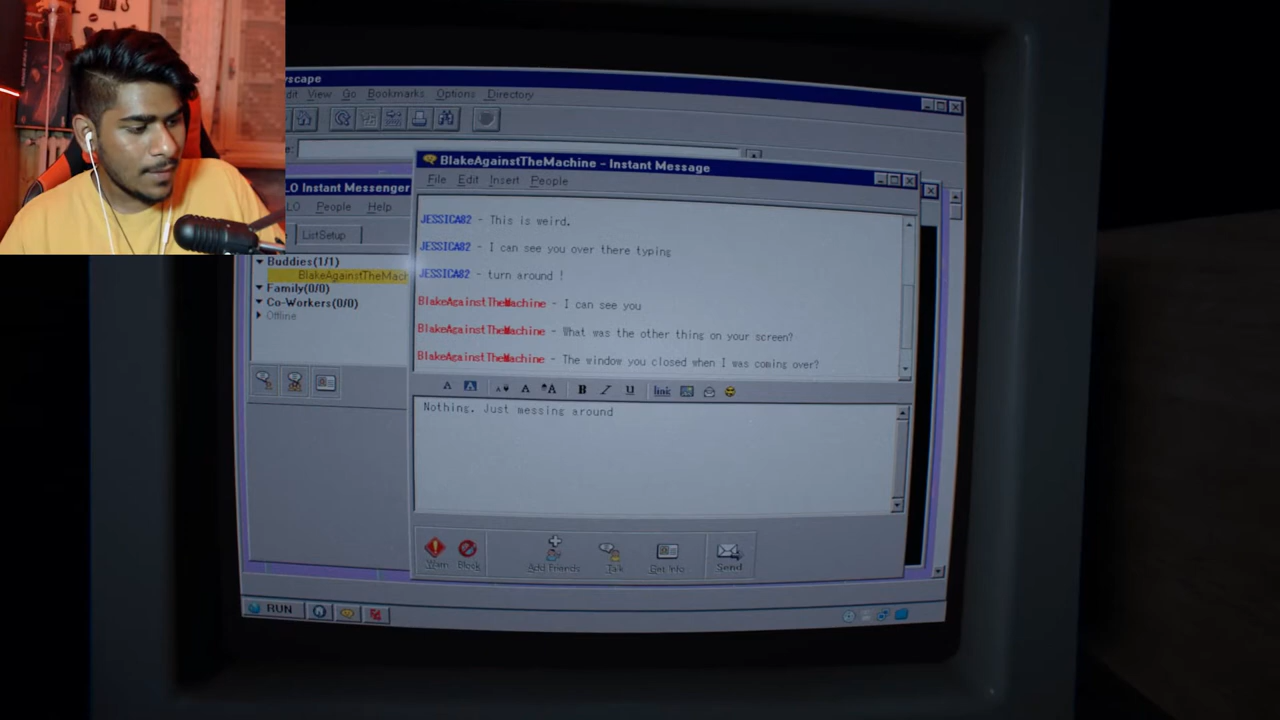 yscape
dit View Go Bookmarks Options Directory
BlakeAgainstTheMachine - Instant Message
File Edit Insert People
LO Instant Messenger
LO People Help
ListSetup
Buddies(1/1)
BlakeAgainstTheMach
Family(0/0)
Co-Workers(0/0)
Offline
JESSICA82 - This is weird.
JESSICA82 - I can see you over there typing
JESSICA82 - turn around !
BlakeAgainstTheMachine - I can see you
BlakeAgainstTheMachine - What was the other thing on your screen?
BlakeAgainstTheMachine - The window you closed when I was coming over?
A A A A A B I U link
Nothing. Just messing around
Warn Block Add Friends Talk Get Info Send
RUN